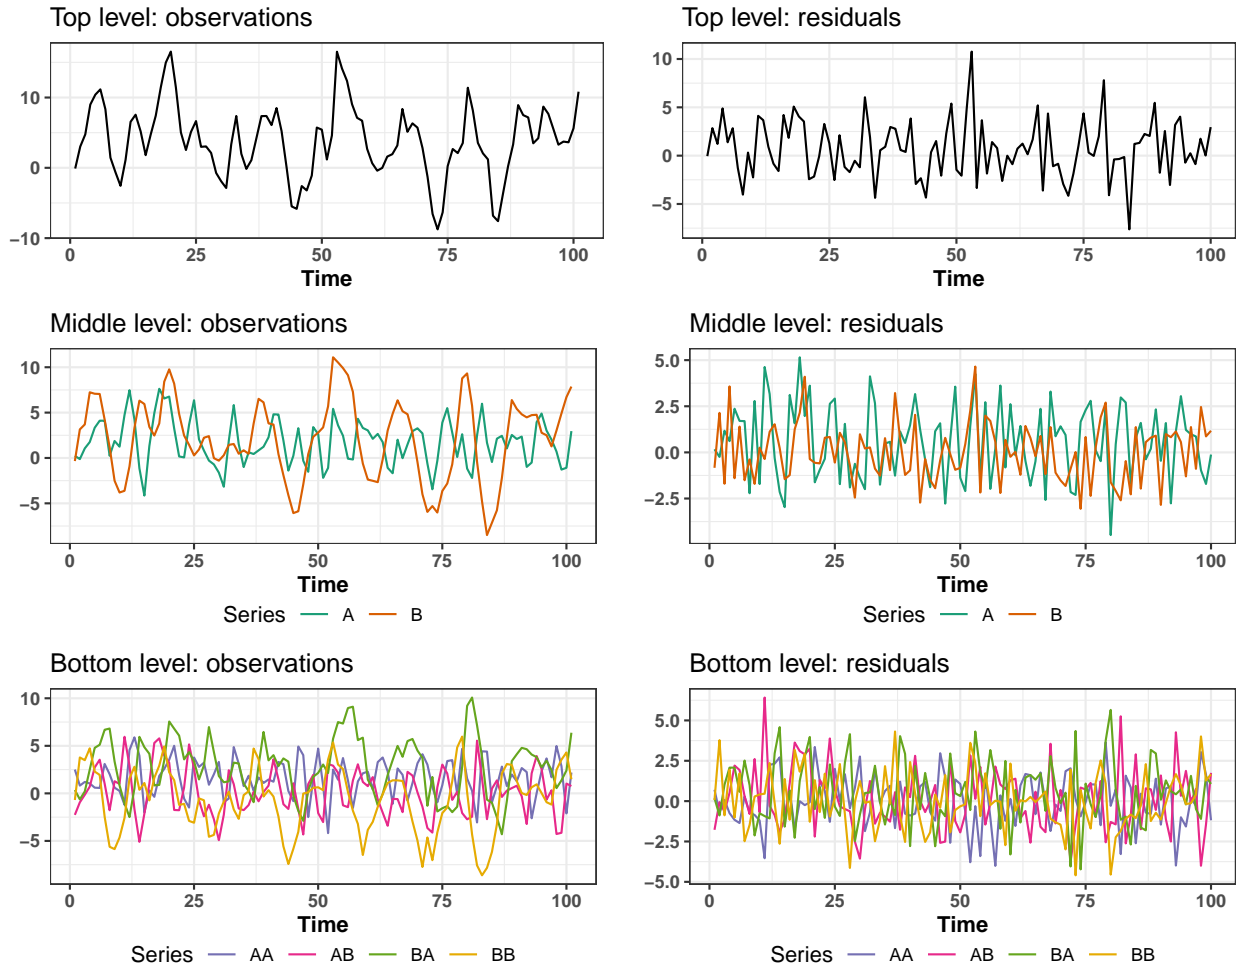 Top level: observations
10
0
−10
0 25 50 75 100
Time
Top level: residuals
10
5
0
−5
0 25 50 75 100
Time
Middle level: observations
10
5
0
−5
0 25 50 75 100
Time
Series A B
Middle level: residuals
5.0
2.5
0.0
−2.5
0 25 50 75 100
Time
Series A B
Bottom level: observations
10
5
0
−5
0 25 50 75 100
Time
Series AA AB BA BB
Bottom level: residuals
5.0
2.5
0.0
−2.5
−5.0
0 25 50 75 100
Time
Series AA AB BA BB